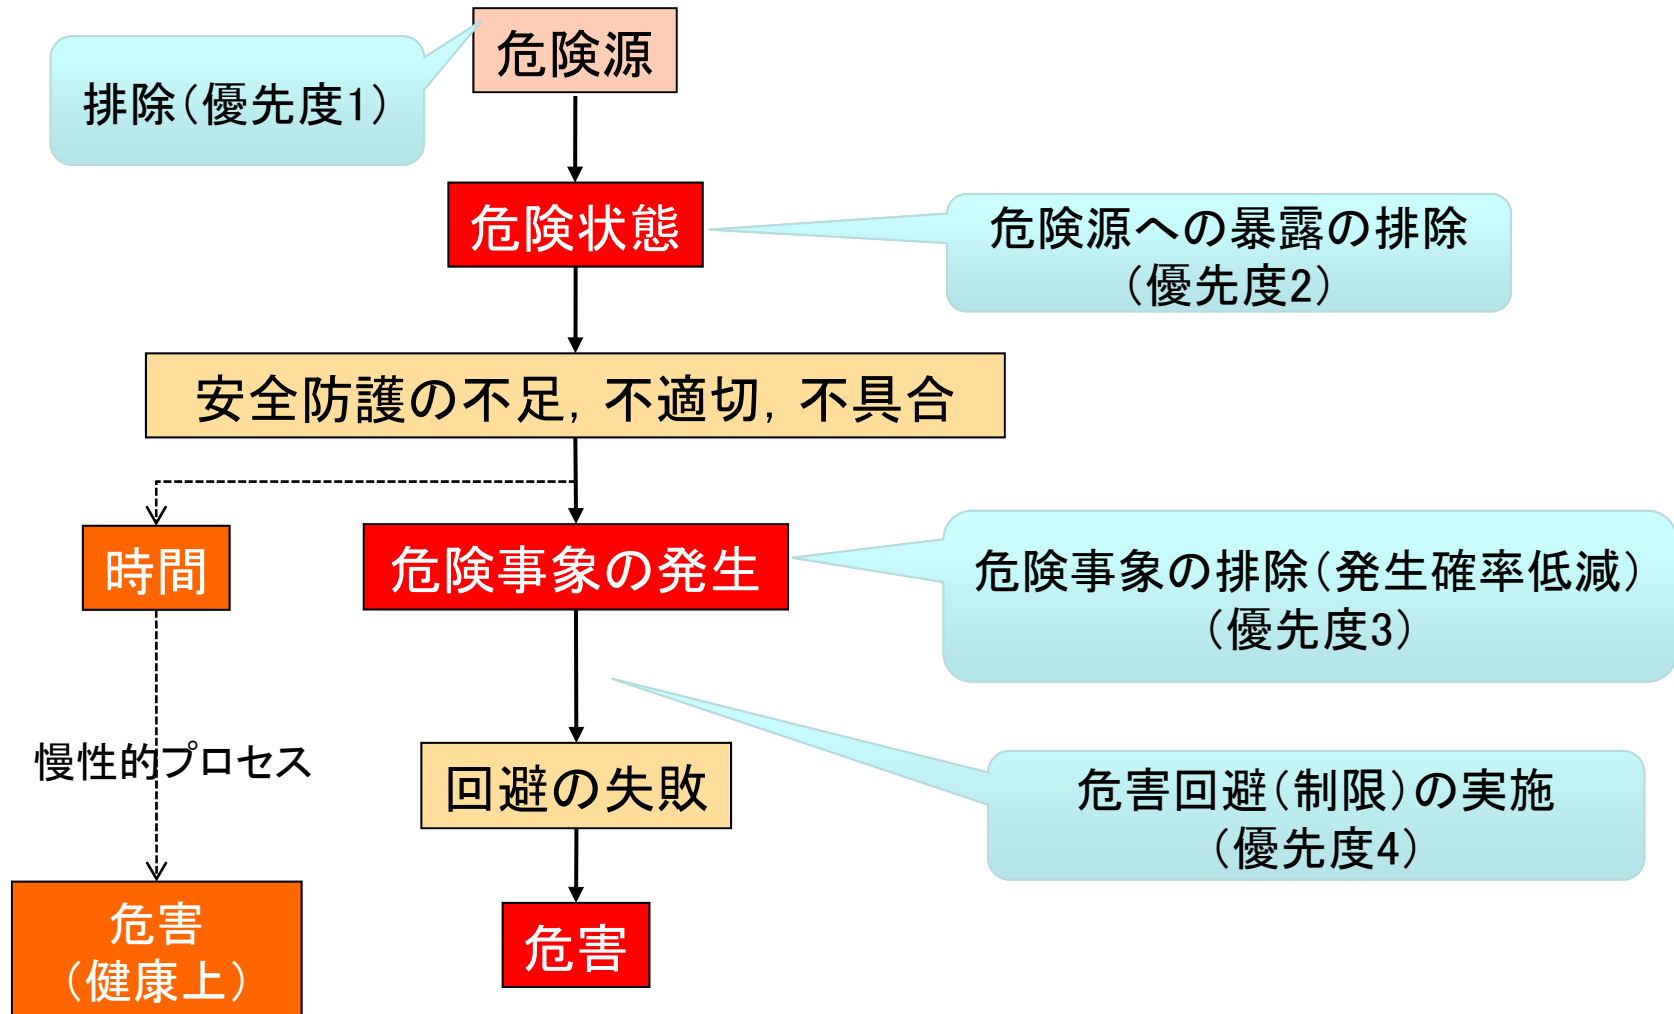 危険源
排除(優先度1)
危険状態
危険源への暴露の排除
(優先度2)
安全防護の不足，不適切，不具合
時間
危険事象の発生
危険事象の排除(発生確率低減)
(優先度3)
慢性的プロセス
回避の失敗
危害回避(制限)の実施
(優先度4)
危害
(健康上)
危害